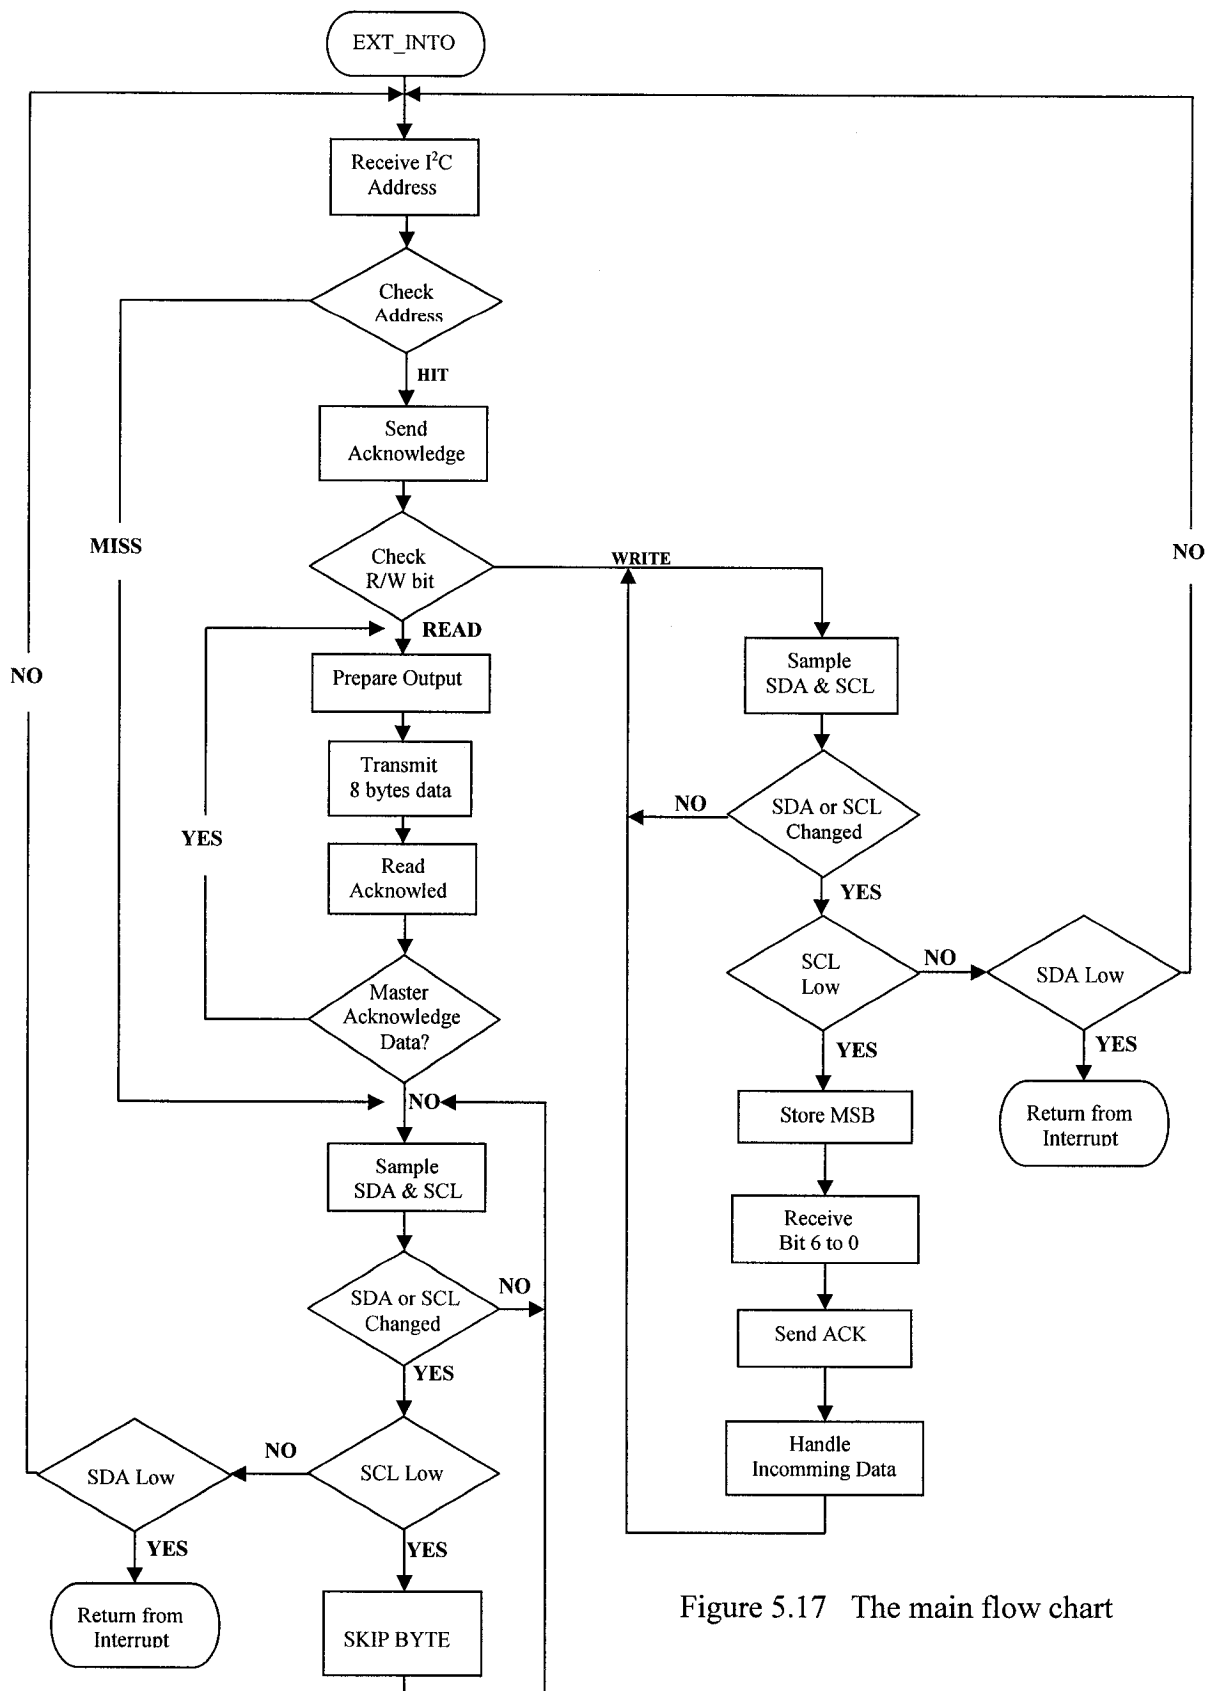 EXT_INTO
Receive I²C
Address
Check
Address
HIT
MISS
Send
Acknowledge
Check
R/W bit
WRITE
READ
NO
NO
Prepare Output
Transmit
8 bytes data
YES
Read
Acknowled
Master
Acknowledge
Data?
NO
Sample
SDA & SCL
SDA or SCL
Changed
NO
YES
SCL Low
NO
SDA Low
YES
Return from
Interrupt
YES
SKIP BYTE
Sample
SDA & SCL
SDA or SCL
Changed
NO
YES
SCL
Low
NO
SDA Low
YES
Return from
Interrupt
YES
Store MSB
Receive
Bit 6 to 0
Send ACK
Handle
Incomming Data
Figure 5.17 The main flow chart